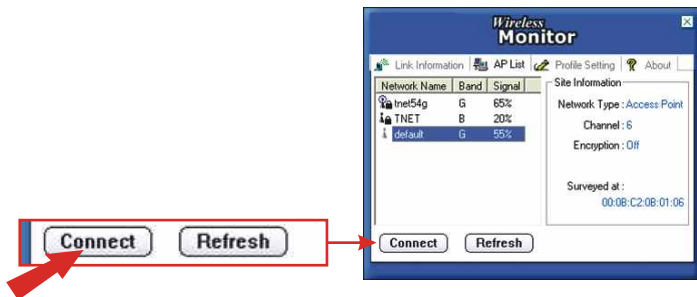 Wireless
Monitor
Link Information AP List Profile Setting About
Network Name Band Signal
tnet54g G 65%
TNET B 20%
default G 55%
Site Information
Network Type : Access Point
Channel : 6
Encryption : Off
Surveyed at :
00:0B:C2:0B:01:06
Connect Refresh
Connect Refresh